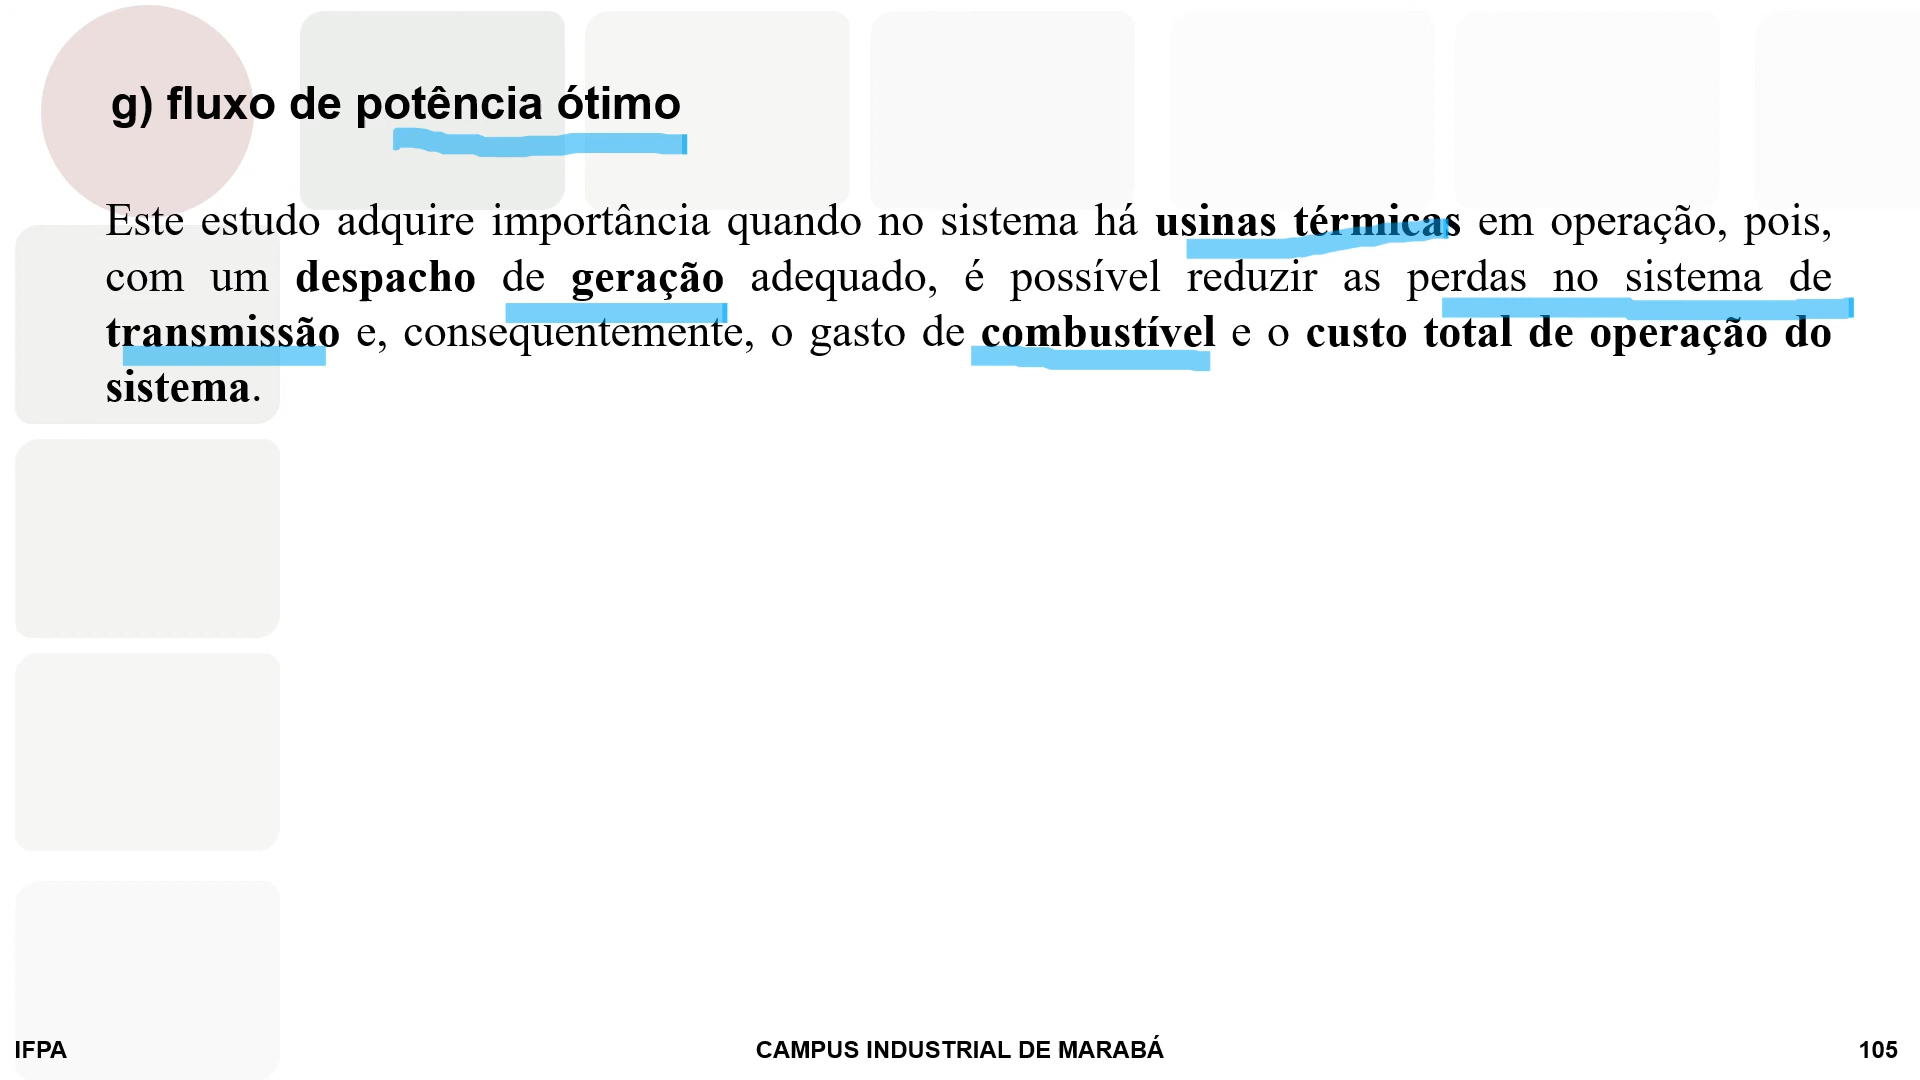 g) fluxo de potência ótimo
Este estudo adquire importância quando no sistema há usinas térmicas em operação, pois,
com um despacho de geração adequado, é possível reduzir as perdas no sistema de
transmissão e, consequentemente, o gasto de combustível e o custo total de operação do
sistema.
IFPA
CAMPUS INDUSTRIAL DE MARABÁ
105